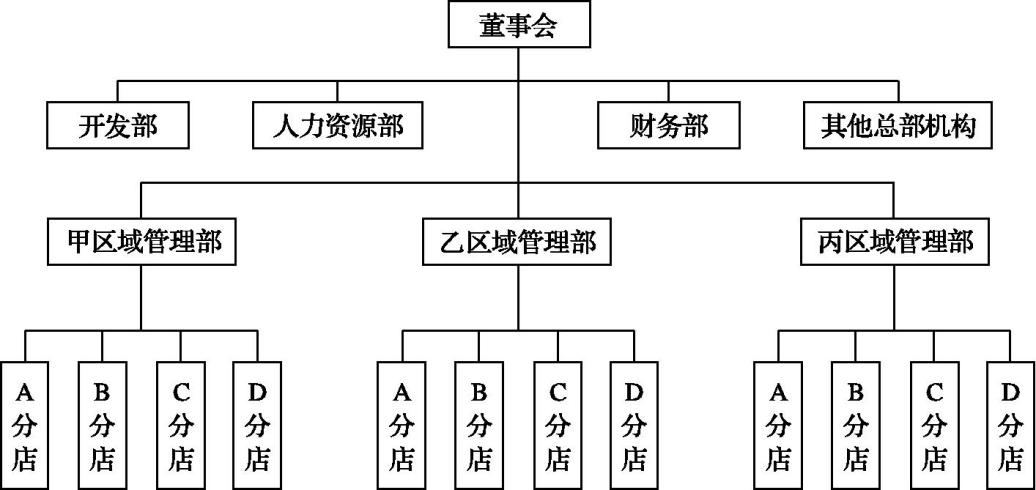 董事会
开发部
人力资源部
财务部
其他总部机构
甲区域管理部
乙区域管理部
丙区域管理部
A分店
B分店
C分店
D分店
A分店
B分店
C分店
D分店
A分店
B分店
C分店
D分店